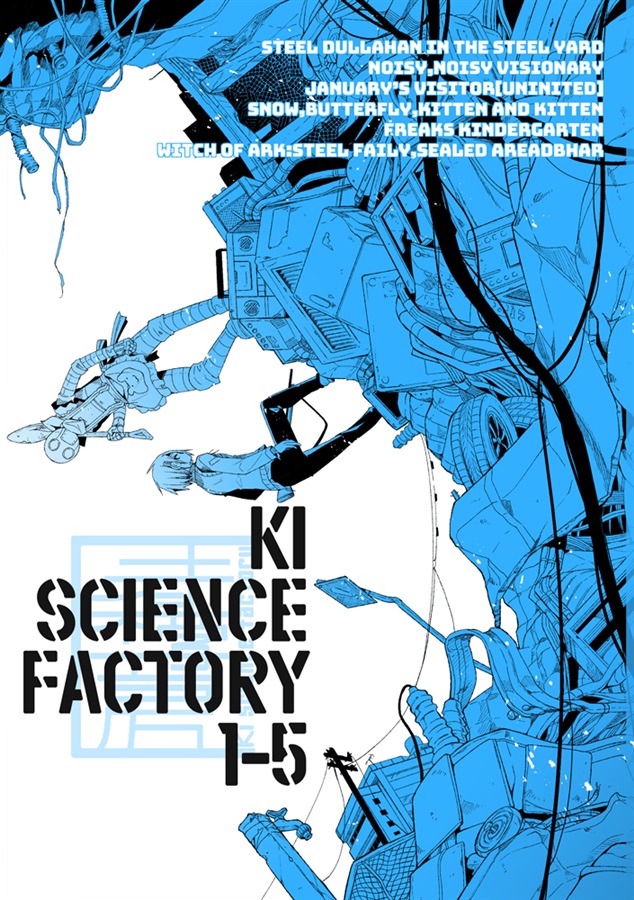 STEEL DULLAHAN IN THE STEEL YARD
NOISY,NOISY VISIONARY
JANUARY'S VISITOR[UNINITED]
SNOW,BUTTERFLY,KITTEN AND KITTEN
FREAKS KINDERGARTEN
WITCH OF ARK:STEEL FAILY,SEALED AREADBHAR
KI
SCIENCE
FACTORY
1-5